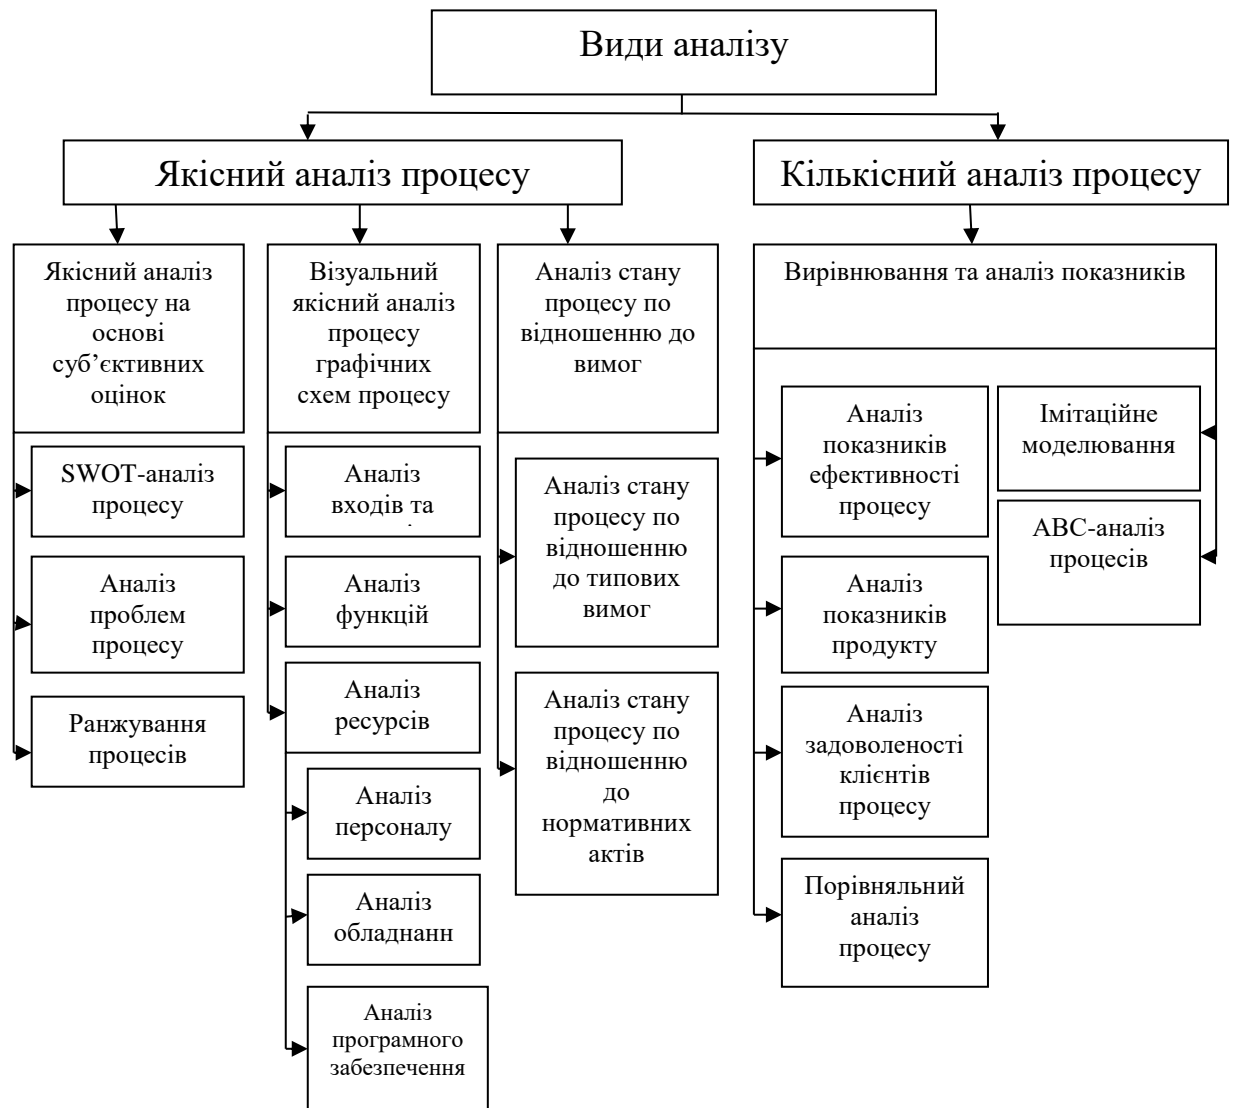 Види аналізу
Якісний аналіз процесу
Кількісний аналіз процесу
Якісний аналіз
процесу на
основі
суб’єктивних
оцінок
Візуальний
якісний аналіз
процесу
графічних
схем процесу
Аналіз стану
процесу по
відношенню до
вимог
Вирівнювання та аналіз показників
SWOT-аналіз
процесу
Аналіз
проблем
процесу
Ранжування
процесів
Аналіз
входів та
Аналіз
функцій
Аналіз
ресурсів
Аналіз
персоналу
Аналіз
обладнанн
Аналіз
програмного
забезпечення
Аналіз стану
процесу по
відношенню
до типових
вимог
Аналіз стану
процесу по
відношенню
до
нормативних
актів
Аналіз
показників
ефективності
процесу
Аналіз
показників
продукту
Аналіз
задоволеності
клієнтів
процесу
Порівняльний
аналіз
процесу
Імітаційне
моделювання
ABC-аналіз
процесів